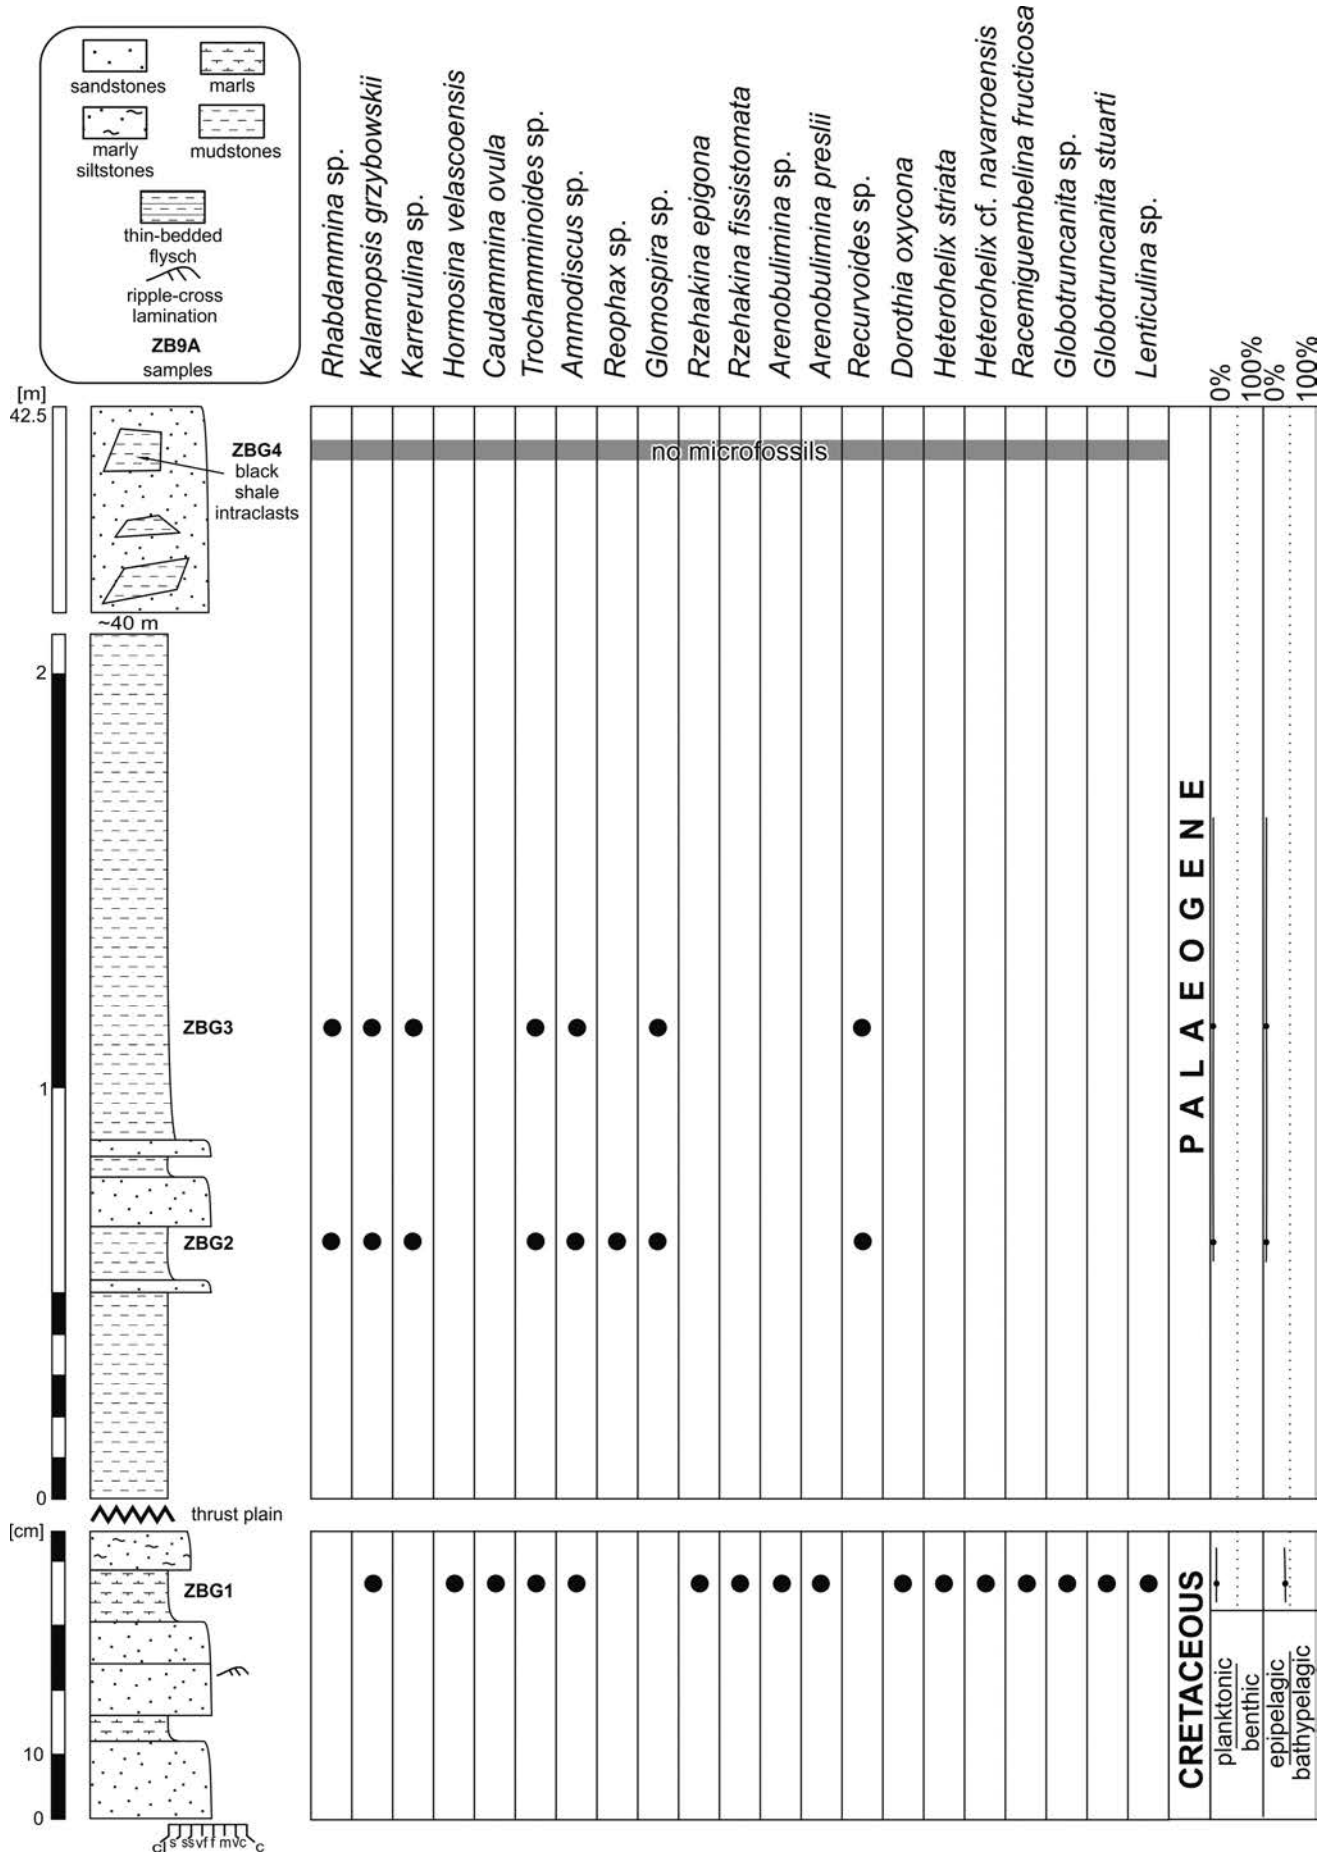 sandstones
marls
marly
siltstones
mudstones
thin-bedded
flysch
ripple-cross
lamination
ZB9A
samples
Rhabdammina sp.
Kalamopsis grzybowskii
Karrerulina sp.
Hormosina velascoensis
Caudammina ovula
Trochamminoides sp.
Ammodiscus sp.
Reophax sp.
Glomospira sp.
Rzehakina epigona
Rzehakina fissistomata
Arenobulimina sp.
Arenobulimina preslii
Recurvoides sp.
Dorothia oxycona
Heterohelix striata
Heterohelix cf. navarroensis
Racemiguembelina fructicosa
Globotruncanita sp.
Globotruncanita stuarti
Lenticulina sp.
0%
100%
0%
100%
[m]
42.5
ZBG4
black
shale
intraclasts
no microfossils
~40 m
2
PALAEOGENE
ZBG3
1
ZBG2
0
thrust plain
[cm]
ZBG1
CRETACEOUS
planktonic
benthic
epipelagic
bathypelagic
10
0
cl s ss vf f m vc c